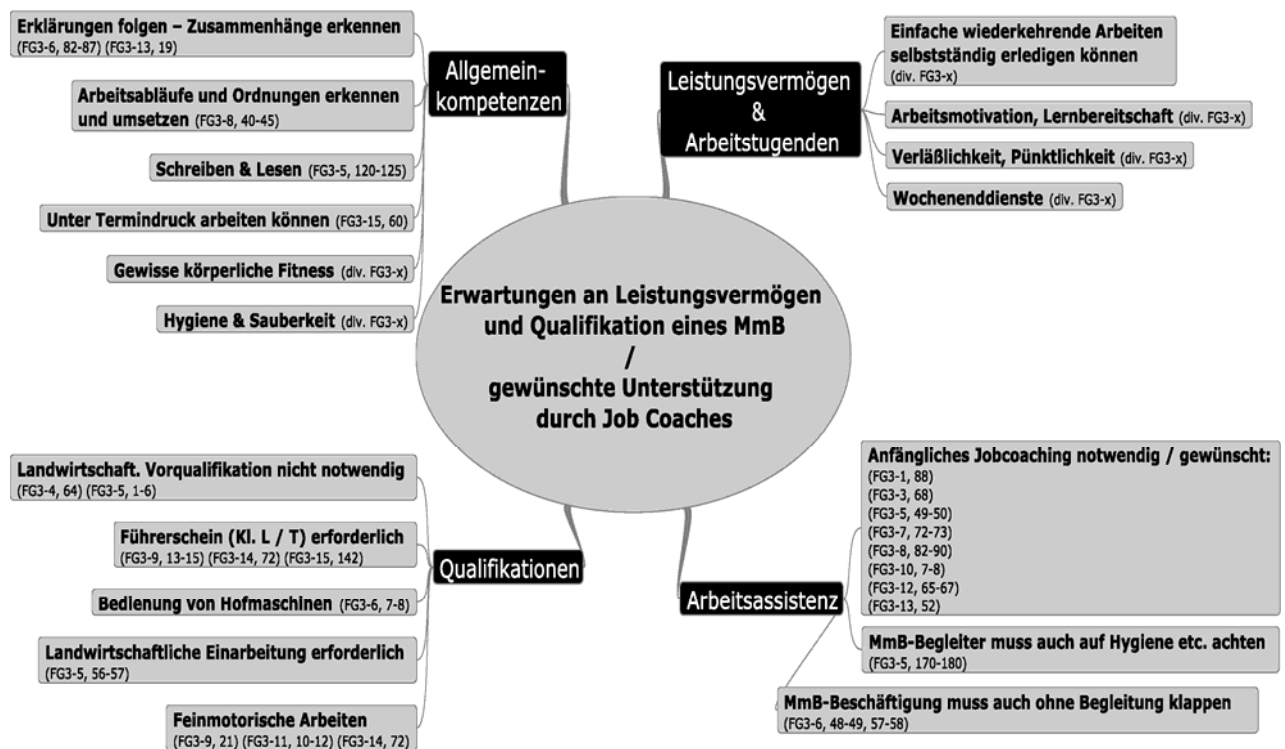 Erklärungen folgen – Zusammenhänge erkennen
(FG3-6, 82-87) (FG3-13, 19)
Arbeitsabläufe und Ordnungen erkennen
und umsetzen (FG3-8, 40-45)
Schreiben & Lesen (FG3-5, 120-125)
Unter Termindruck arbeiten können (FG3-15, 60)
Gewisse körperliche Fitness (div. FG3-x)
Hygiene & Sauberkeit (div. FG3-x)
Allgemein-
kompetenzen
Leistungsvermögen
&
Arbeitstugenden
Einfache wiederkehrende Arbeiten
selbstständig erledigen können
(div. FG3-x)
Arbeitsmotivation, Lernbereitschaft (div. FG3-x)
Verläßlichkeit, Pünktlichkeit (div. FG3-x)
Wochenenddienste (div. FG3-x)
Erwartungen an Leistungsvermögen
und Qualifikation eines MmB
/
gewünschte Unterstützung
durch Job Coaches
Landwirtschaft. Vorqualifikation nicht notwendig
(FG3-4, 64) (FG3-5, 1-6)
Führerschein (Kl. L / T) erforderlich
(FG3-9, 13-15) (FG3-14, 72) (FG3-15, 142)
Bedienung von Hofmaschinen (FG3-6, 7-8)
Landwirtschaftliche Einarbeitung erforderlich
(FG3-5, 56-57)
Feinmotorische Arbeiten
(FG3-9, 21) (FG3-11, 10-12) (FG3-14, 72)
Qualifikationen
Arbeitsassistenz
Anfängliches Jobcoaching notwendig / gewünscht:
(FG3-1, 88)
(FG3-3, 68)
(FG3-5, 49-50)
(FG3-7, 72-73)
(FG3-8, 82-90)
(FG3-10, 7-8)
(FG3-12, 65-67)
(FG3-13, 52)
MmB-Begleiter muss auch auf Hygiene etc. achten
(FG3-5, 170-180)
MmB-Beschäftigung muss auch ohne Begleitung klappen
(FG3-6, 48-49, 57-58)